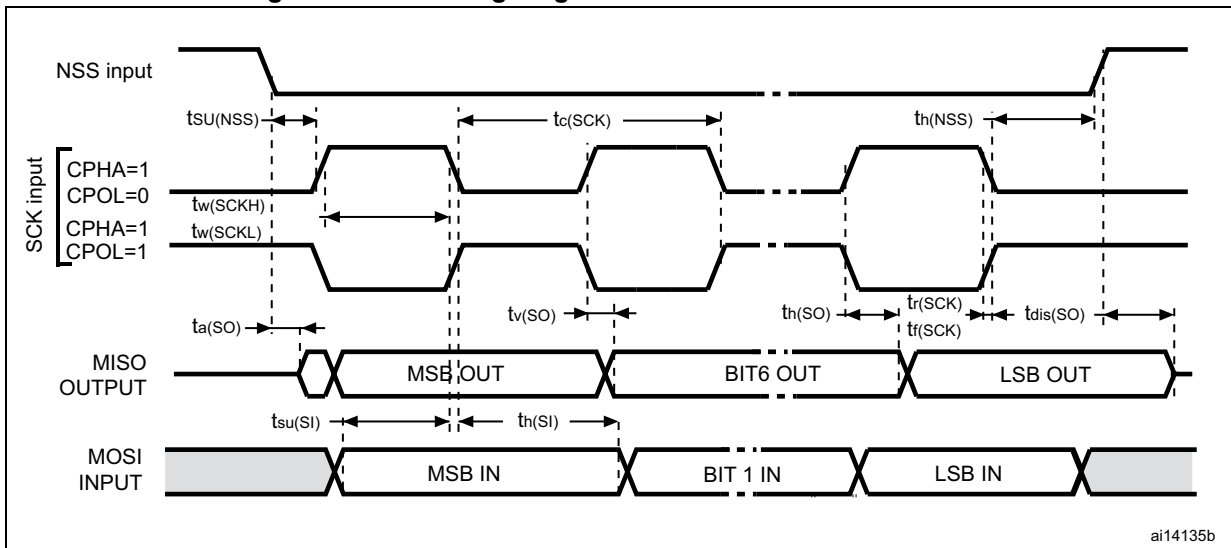 NSS input
tSU(NSS)
tc(SCK)
th(NSS)
SCK input
CPHA=1
CPOL=0
tw(SCKH)
CPHA=1
tw(SCKL)
CPOL=1
ta(SO)
tv(SO)
th(SO)
tr(SCK)
tf(SCK)
tdis(SO)
MISO
OUTPUT
MSB OUT
BIT6 OUT
LSB OUT
tsu(SI)
th(SI)
MOSI
INPUT
MSB IN
BIT 1 IN
LSB IN
ai14135b